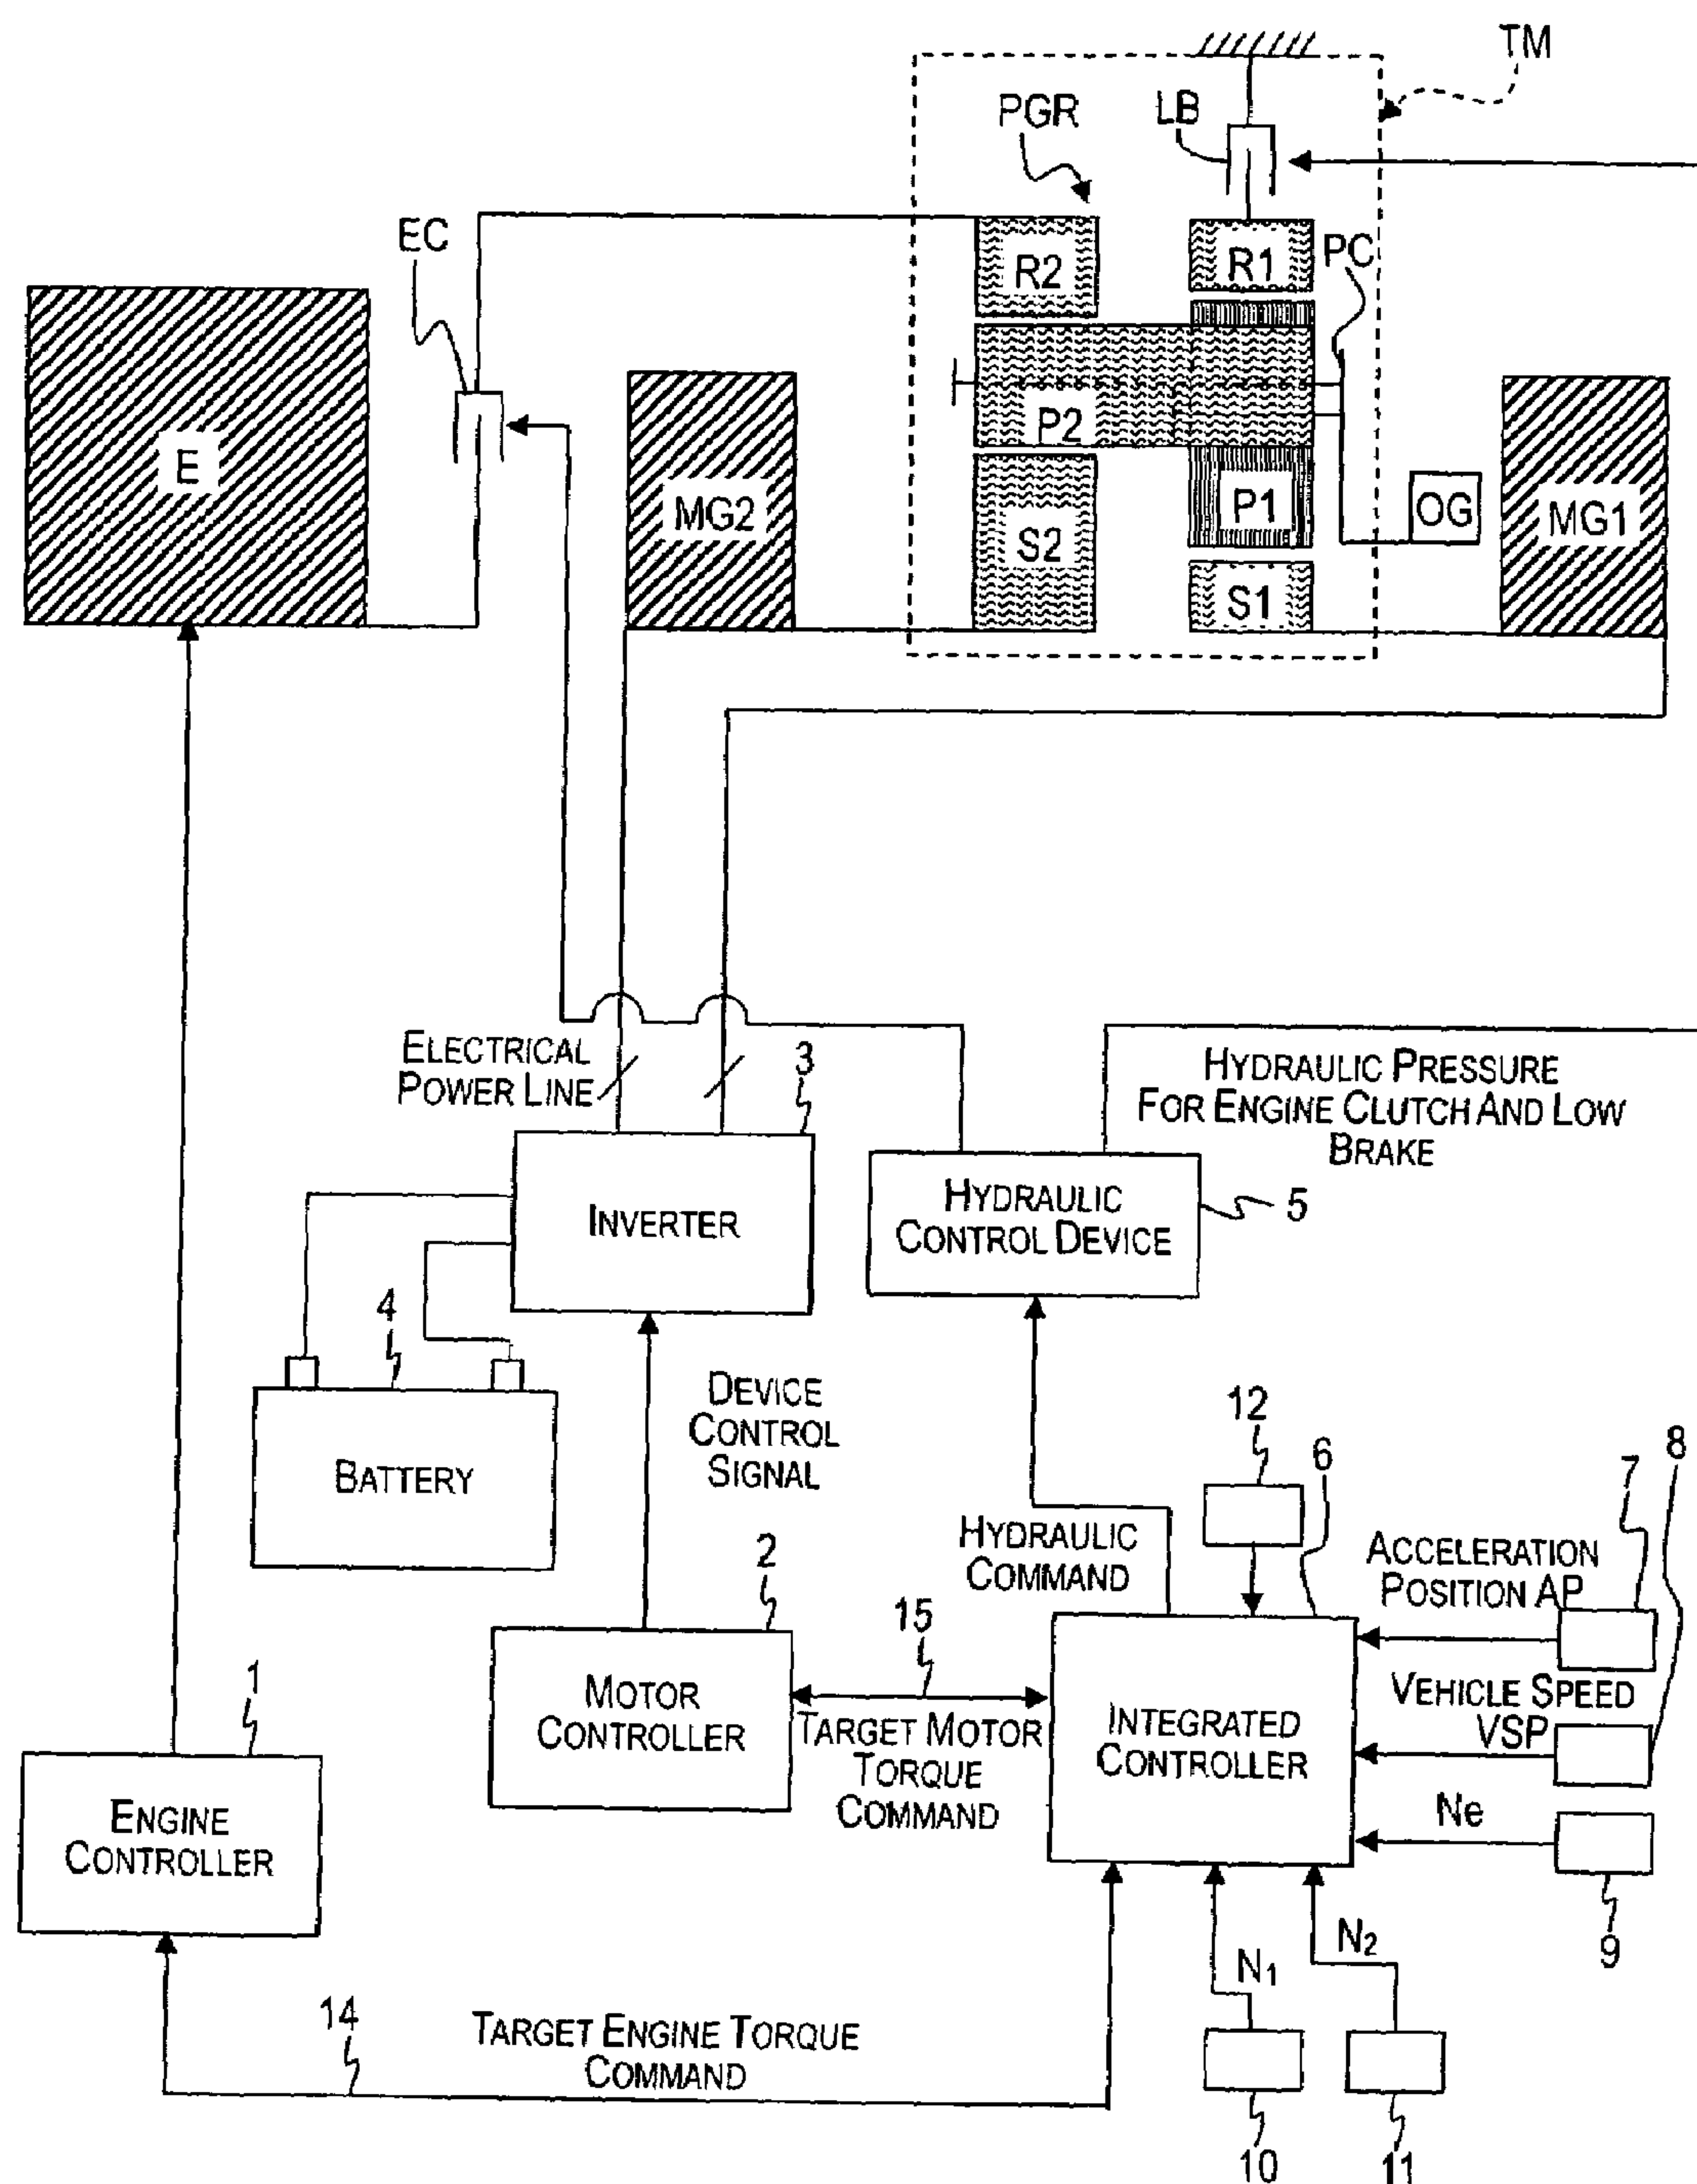 TM
PGR
LB
EC
R2
R1
PC
E
MG2
P2
P1
OG
MG1
S2
S1
ELECTRICAL
POWER LINE
3
HYDRAULIC PRESSURE
FOR ENGINE CLUTCH AND LOW
BRAKE
INVERTER
HYDRAULIC
CONTROL DEVICE
5
4
BATTERY
DEVICE
CONTROL
SIGNAL
12
6
7
8
HYDRAULIC
COMMAND
ACCELERATION
POSITION AP
2
15
MOTOR
CONTROLLER
TARGET MOTOR
TORQUE
COMMAND
INTEGRATED
CONTROLLER
VEHICLE SPEED
VSP
Ne
9
1
ENGINE
CONTROLLER
N1
N2
14
TARGET ENGINE TORQUE
COMMAND
10
11